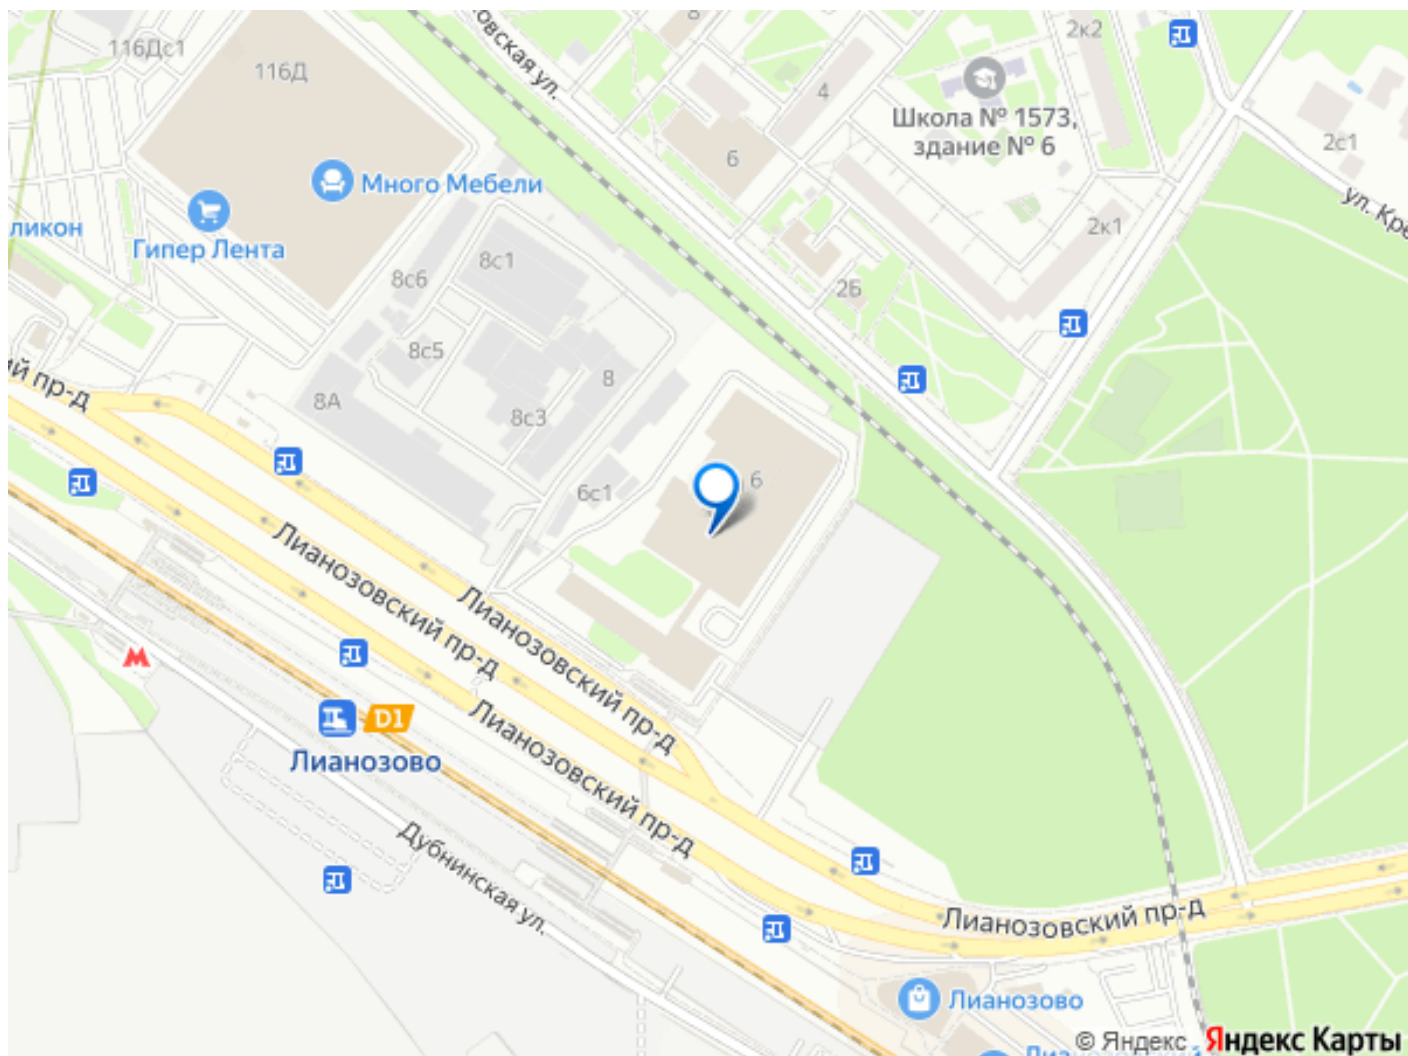 овская ул.
8
2к2
116Дс1
116Д
4
Школа № 1573,
здание № 6
2с1
6
Много Мебели
ул. Кре
ликон
Гипер Лента
2к1
8с1
8с6
2Б
8с5
ий пр-д
8
8А
8с3
6с1
6
Лианозовский пр-д
Лианозовский пр-д
D1
Лианозово
Лианозовский пр-д
Дубнинская ул.
Лианозовский пр-д
Лианозово
© Яндекс Яндекс Карты